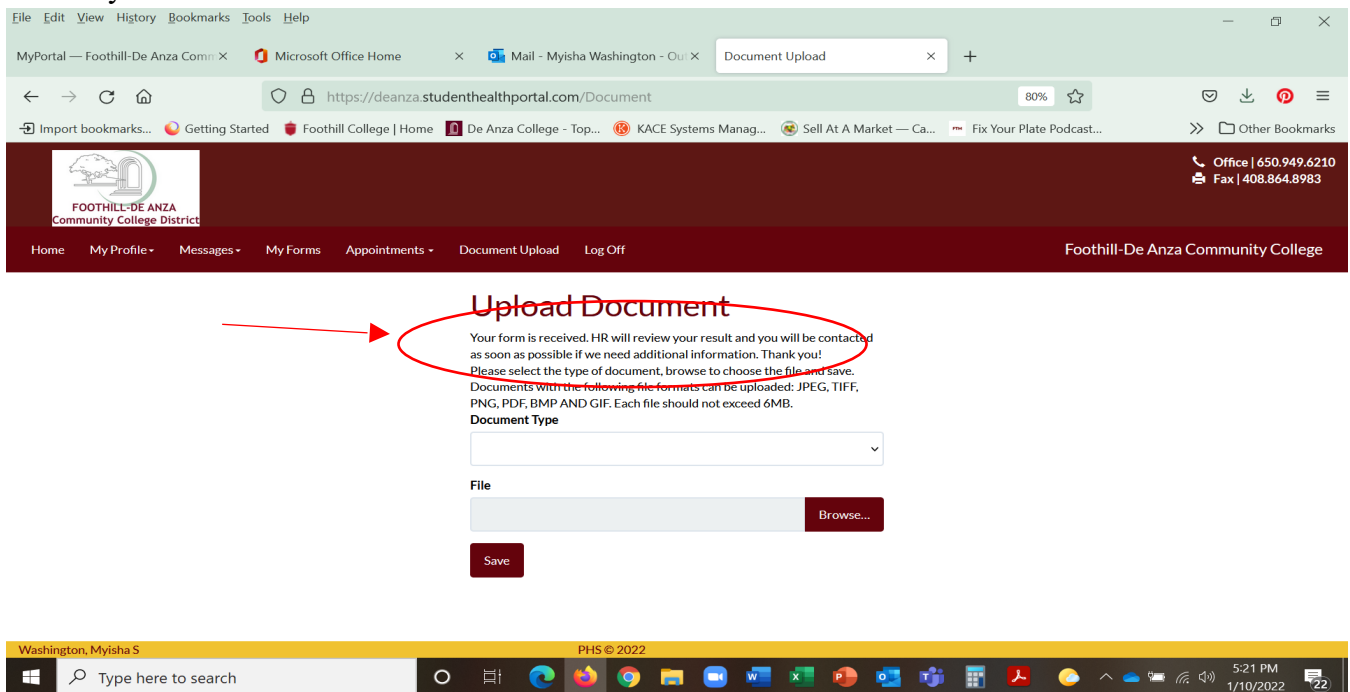 File Edit View History Bookmarks Tools Help
MyPortal — Foothill-De Anza Comm
Microsoft Office Home
Mail - Myisha Washington - Out
Document Upload
https://deanza.studenthealthportal.com/Document
80%
Import bookmarks... Getting Started Foothill College | Home De Anza College - Top... KACE Systems Manag... Sell At A Market — Ca... PTM Fix Your Plate Podcast... Other Bookmarks
Office | 650.949.6210
Fax | 408.864.8983
FOOTHILL-DE ANZA
Community College District
Home My Profile Messages My Forms Appointments Document Upload Log Off
Foothill-De Anza Community College
Upload Document
Your form is received. HR will review your result and you will be contacted
as soon as possible if we need additional information. Thank you!
Please select the type of document, browse to choose the file and save.
Documents with the following file formats can be uploaded: JPEG, TIFF,
PNG, PDF, BMP AND GIF. Each file should not exceed 6MB.
Document Type
File
Browse...
Save
Washington, Myisha S
PHS © 2022
Type here to search
5:21 PM
1/10/2022
22